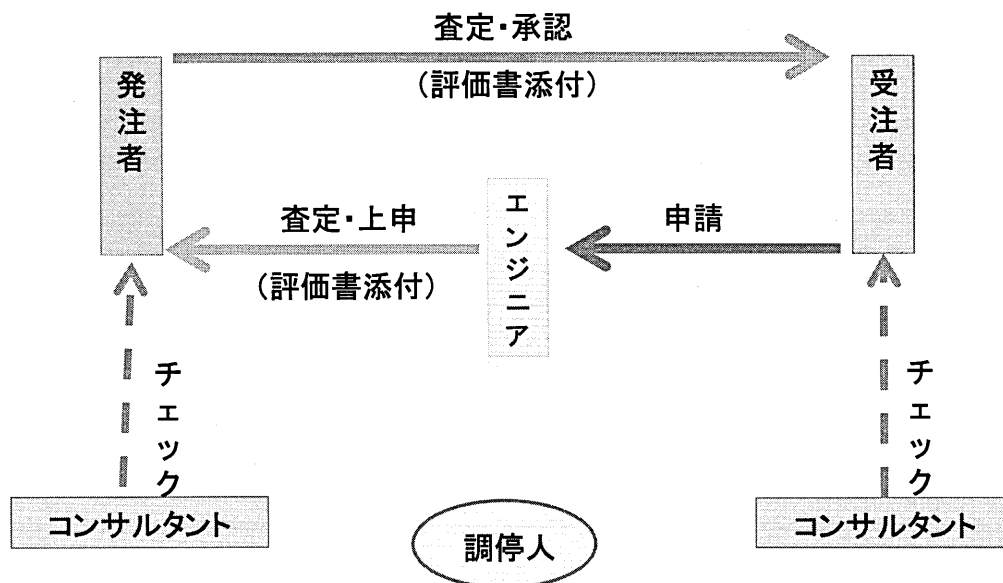 査定・承認
(評価書添付)
発注者
受注者
エンジニア
査定・上申
(評価書添付)
申請
チェック
チェック
コンサルタント
調停人
コンサルタント